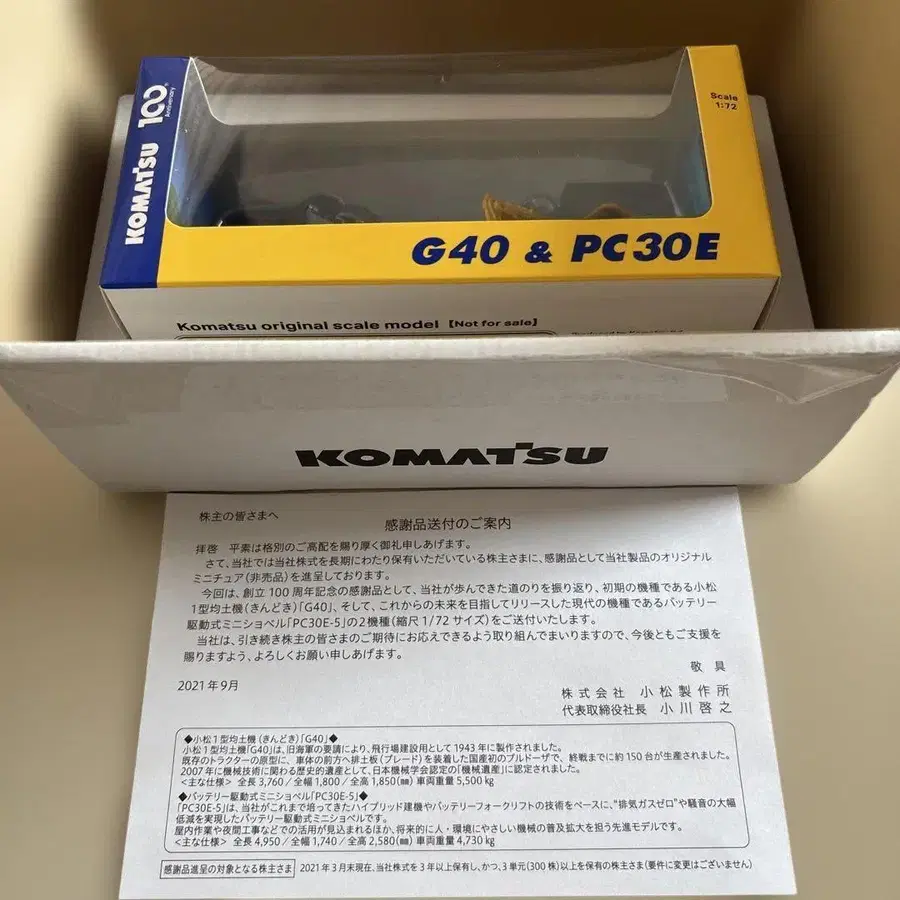 KOMATSU 100 Anniversary
Scale
1:72
G40 & PC30E
Komatsu original scale model【Not for sale】
KOMATSU
株主の皆さまへ
感謝品送付のご案内
拝啓 平素は格別のご高配を賜り厚く御礼申しあげます。
さて、当社では当社株式を長期にわたり保有いただいている株主さまに、感謝品として当社製品のオリジナル
ミニチュア(非売品)を進呈しております。
今回は、創立100周年記念の感謝品として、当社が歩んできた道のりを振り返り、初期の機種である小松
1型均土機(きんどき)「G40」、そして、これからの未来を目指してリリースした現代の機種であるバッテリー
駆動式ミニショベル「PC30E-5」の2機種(縮尺1/72サイズ)をご送付いたします。
当社は、引き続き株主の皆さまのご期待にお応えできるよう取り組んでまいりますので、今後ともご支援を
賜りますよう、よろしくお願い申しあげます。
敬 具
2021年9月
株式会社 小松製作所
代表取締役社長 小川啓之
◆小松1型均土機(きんどき)「G40」◆
小松1型均土機「G40」は、旧海軍の要請により、飛行場建設用として1943年に製作されました。
既存のトラクターの原型に、車体の前方へ排土板(ブレード)を装着した国産初のブルドーザで、終戦までに約150台が生産されました。
2007年に機械技術に関わる歴史的遺産として、日本機械学会認定の「機械遺産」に認定されました。
<主な仕様> 全長3,760/全幅1,800/全高1,850(㎜)車両重量5,500kg
◆バッテリー駆動式ミニショベル「PC30E-5」◆
「PC30E-5」は、当社がこれまで培ってきたハイブリッド建機やバッテリーフォークリフトの技術をベースに、“排気ガスゼロ”や騒音の大幅
低減を実現したバッテリー駆動式ミニショベルです。
屋内作業や夜間工事などでの活用が見込まれるほか、将来的に人・環境にやさしい機械の普及拡大を担う先進モデルです。
<主な仕様> 全長4,950/全幅1,740/全高2,580(㎜)車両重量4,730kg
感謝品進呈の対象となる株主さま 2021年3月末現在、当社株式を3年以上保有し、かつ、3単元(300株)以上を保有の株主さま(要件に変更はございません)